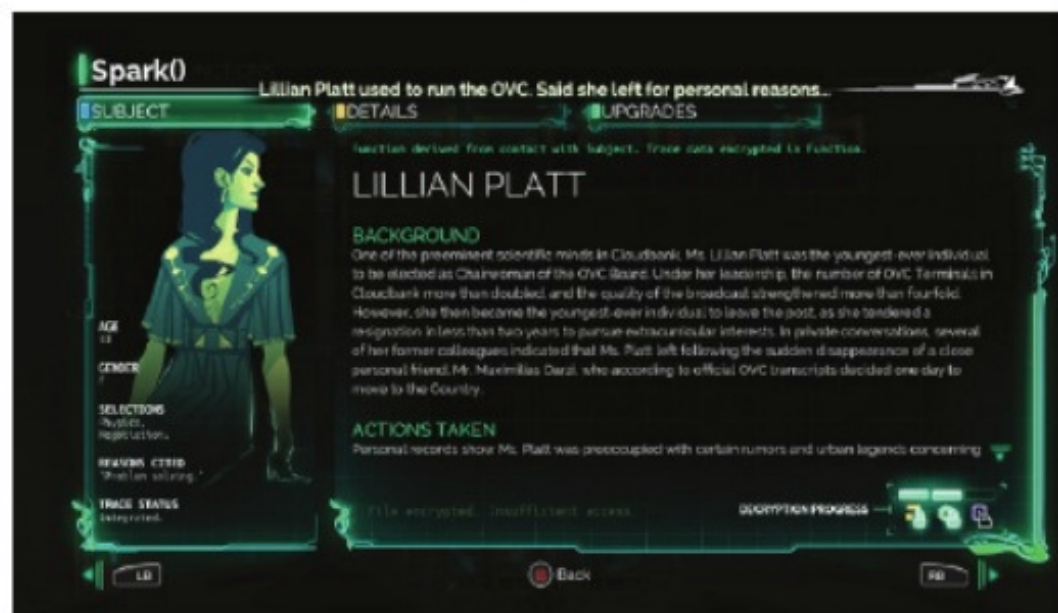 Spark()
Lillian Platt used to run the OVC. Said she left for personal reasons...
SUBJECT
DETAILS
UPGRADES
Function derived from contact with Subject. Trace data encrypted in Function.
LILLIAN PLATT
BACKGROUND
One of the preeminent scientific minds in Cloudbank, Ms. Lillian Platt was the youngest-ever individual
to be elected as Chairwoman of the OVC Board. Under her leadership, the number of OVC Terminals in
Cloudbank more than doubled, and the quality of the broadcast strengthened more than fourfold.
However, she then became the youngest-ever individual to leave the post, as she tendered a
resignation in less than two years to pursue extracurricular interests. In private conversations, several
of her former colleagues indicated that Ms. Platt left following the sudden disappearance of a close
personal friend, Mr. Maximilias Darzi, who according to official OVC transcripts decided one day to
move to the Country.
ACTIONS TAKEN
Personal records show Ms. Platt was preoccupied with certain rumors and urban legends concerning
AGE
GENDER
SELECTIONS
Physics.
Negotiation.
REASONS CITED
"Problem solving."
TRACE STATUS
Integrated.
File encrypted. Insufficient access.
DECRYPTION PROGRESS
LB
B Back
RB